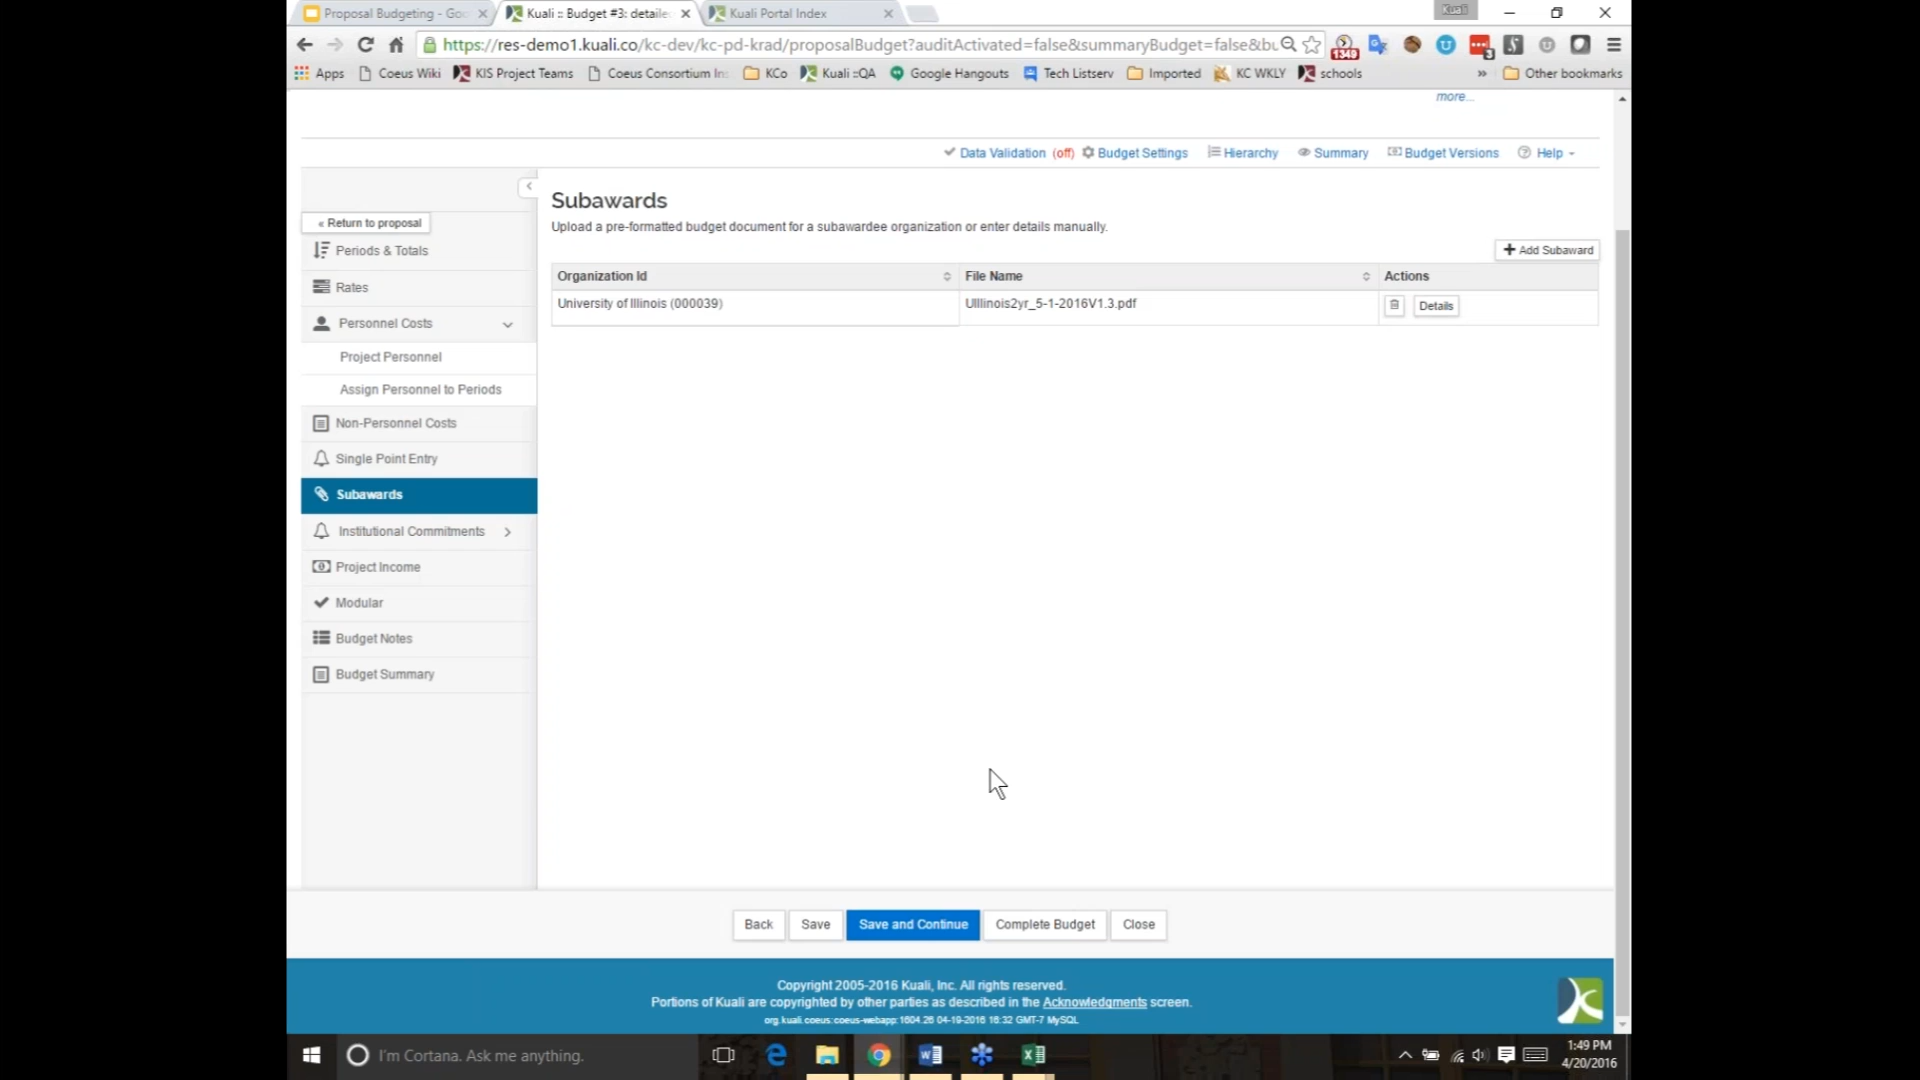 Proposal Budgeting - Goo
Kuali :: Budget #3: detaile
Kuali Portal Index
Kuali
https://res-demo1.kuali.co/kc-dev/kc-pd-krad/proposalBudget?auditActivated=false&summaryBudget=false&bu
1349
3
Apps
Coeus Wiki
KIS Project Teams
Coeus Consortium In
KCo
Kuali ::QA
Google Hangouts
Tech Listserv
Imported
KC WKLY
schools
»
Other bookmarks
more...
Data Validation (off)
Budget Settings
Hierarchy
Summary
Budget Versions
Help
« Return to proposal
Periods & Totals
Rates
Personnel Costs
Project Personnel
Assign Personnel to Periods
Non-Personnel Costs
Single Point Entry
Subawards
Institutional Commitments
Project Income
Modular
Budget Notes
Budget Summary
Subawards
Upload a pre-formatted budget document for a subawardee organization or enter details manually.
+ Add Subaward
Organization Id
File Name
Actions
University of Illinois (000039)
UIllinois2yr_5-1-2016V1.3.pdf
Details
Back
Save
Save and Continue
Complete Budget
Close
Copyright 2005-2016 Kuali, Inc. All rights reserved.
Portions of Kuali are copyrighted by other parties as described in the Acknowledgments screen.
org.kuali.coeus:coeus-webapp:1604.26 04-19-2016 16:32 GMT-7 MySQL
I'm Cortana. Ask me anything.
1:49 PM
4/20/2016